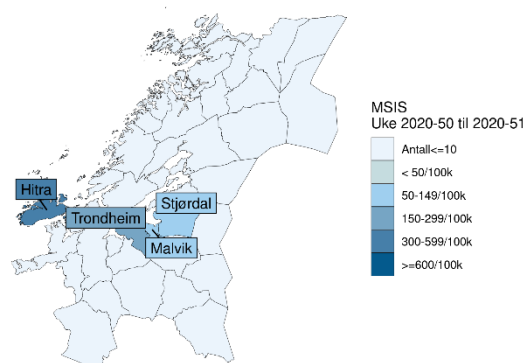 MSIS
Uke 2020-50 til 2020-51
Antall<=10
< 50/100k
50-149/100k
150-299/100k
300-599/100k
>=600/100k
Hitra
Trondheim
Stjørdal
Malvik